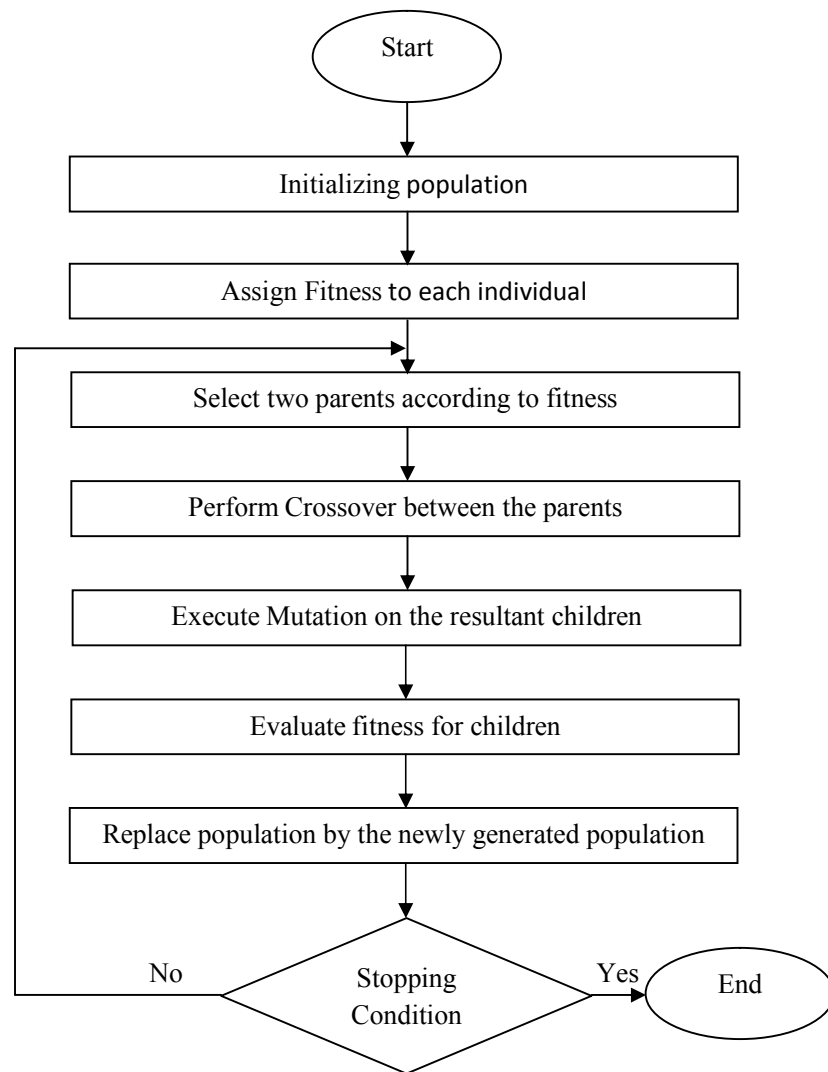 Start
Initializing population
Assign Fitness to each individual
Select two parents according to fitness
Perform Crossover between the parents
Execute Mutation on the resultant children
Evaluate fitness for children
Replace population by the newly generated population
No
Stopping
Condition
Yes
End